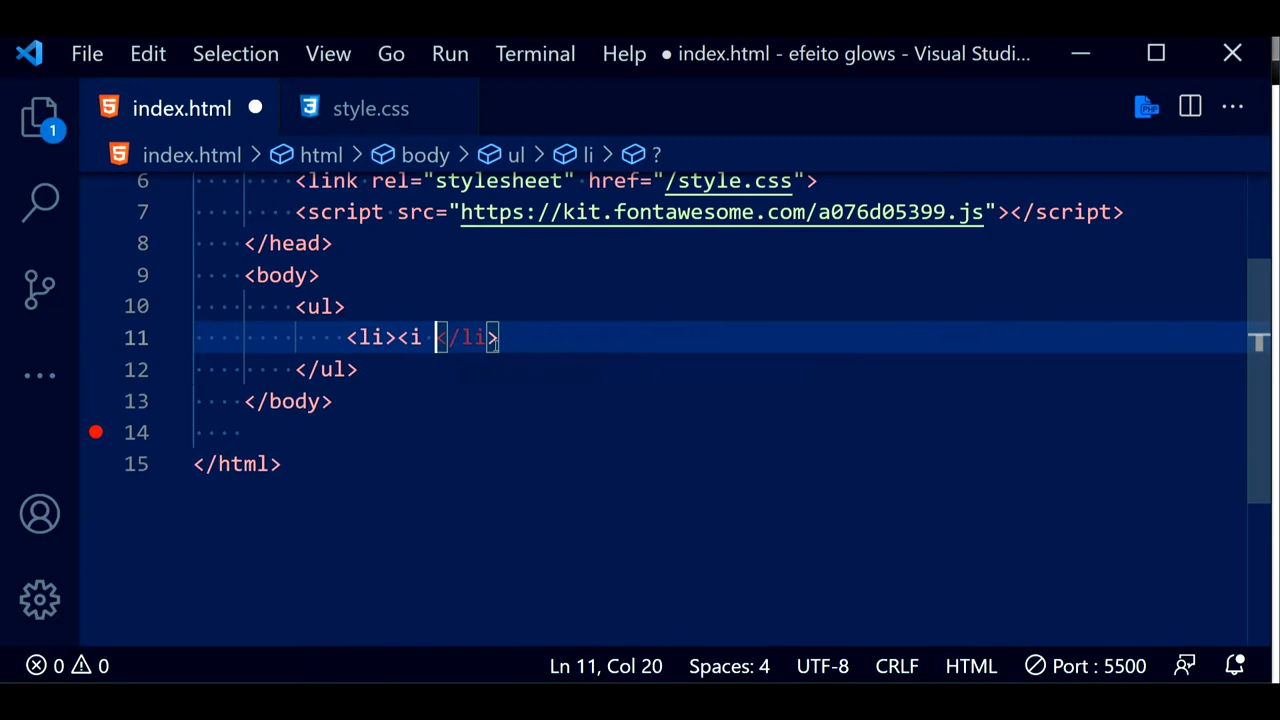 File Edit Selection View Go Run Terminal Help ● index.html - efeito glows - Visual Studi...
index.html ● style.css
index.html > html > body > ul > li > ?
1
6 <link rel="stylesheet" href="/style.css">
7 <script src="https://kit.fontawesome.com/a076d05399.js"></script>
8 </head>
9 <body>
10 <ul>
11 <li><i </li>
12 </ul>
13 </body>
14
15 </html>
0 0 Ln 11, Col 20 Spaces: 4 UTF-8 CRLF HTML Port : 5500